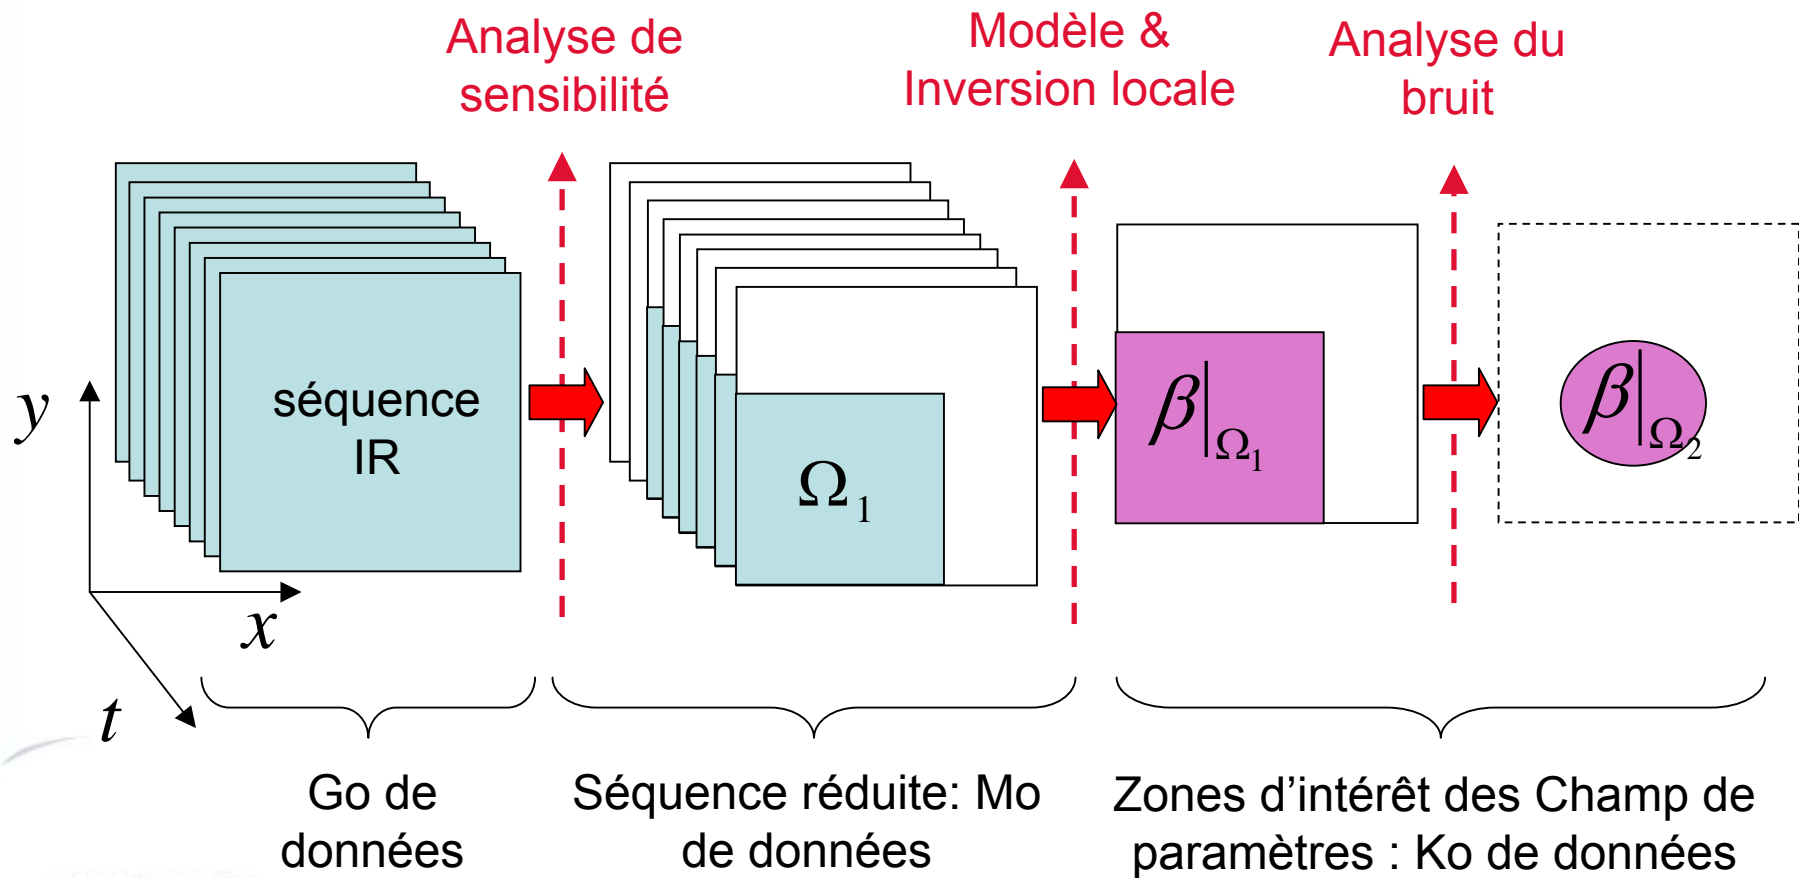 Analyse de
sensibilité
Modèle &
Inversion locale
Analyse du
bruit
séquence
IR
Ω₁
β|Ω₁
β|Ω₂
y
x
t
Go de
données
Séquence réduite: Mo
de données
Zones d'intérêt des Champ de
paramètres : Ko de données